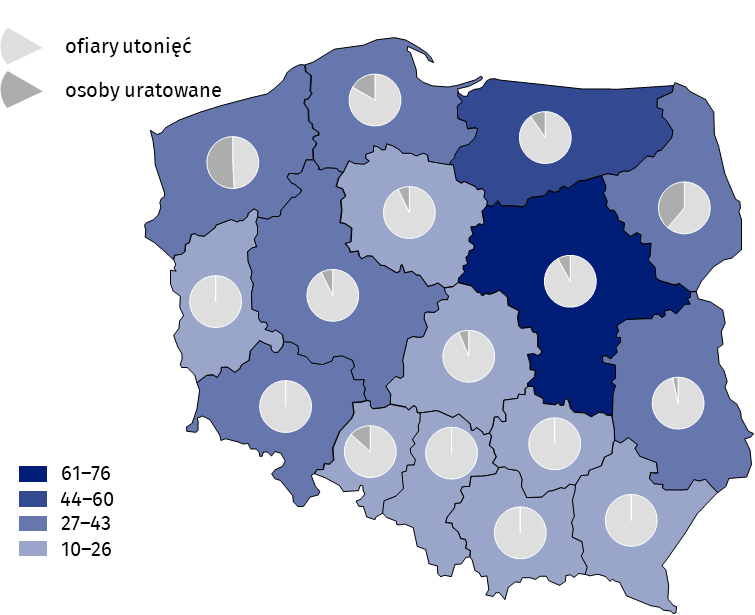 ofiary utonięć
osoby uratowane
61–76
44–60
27–43
10–26